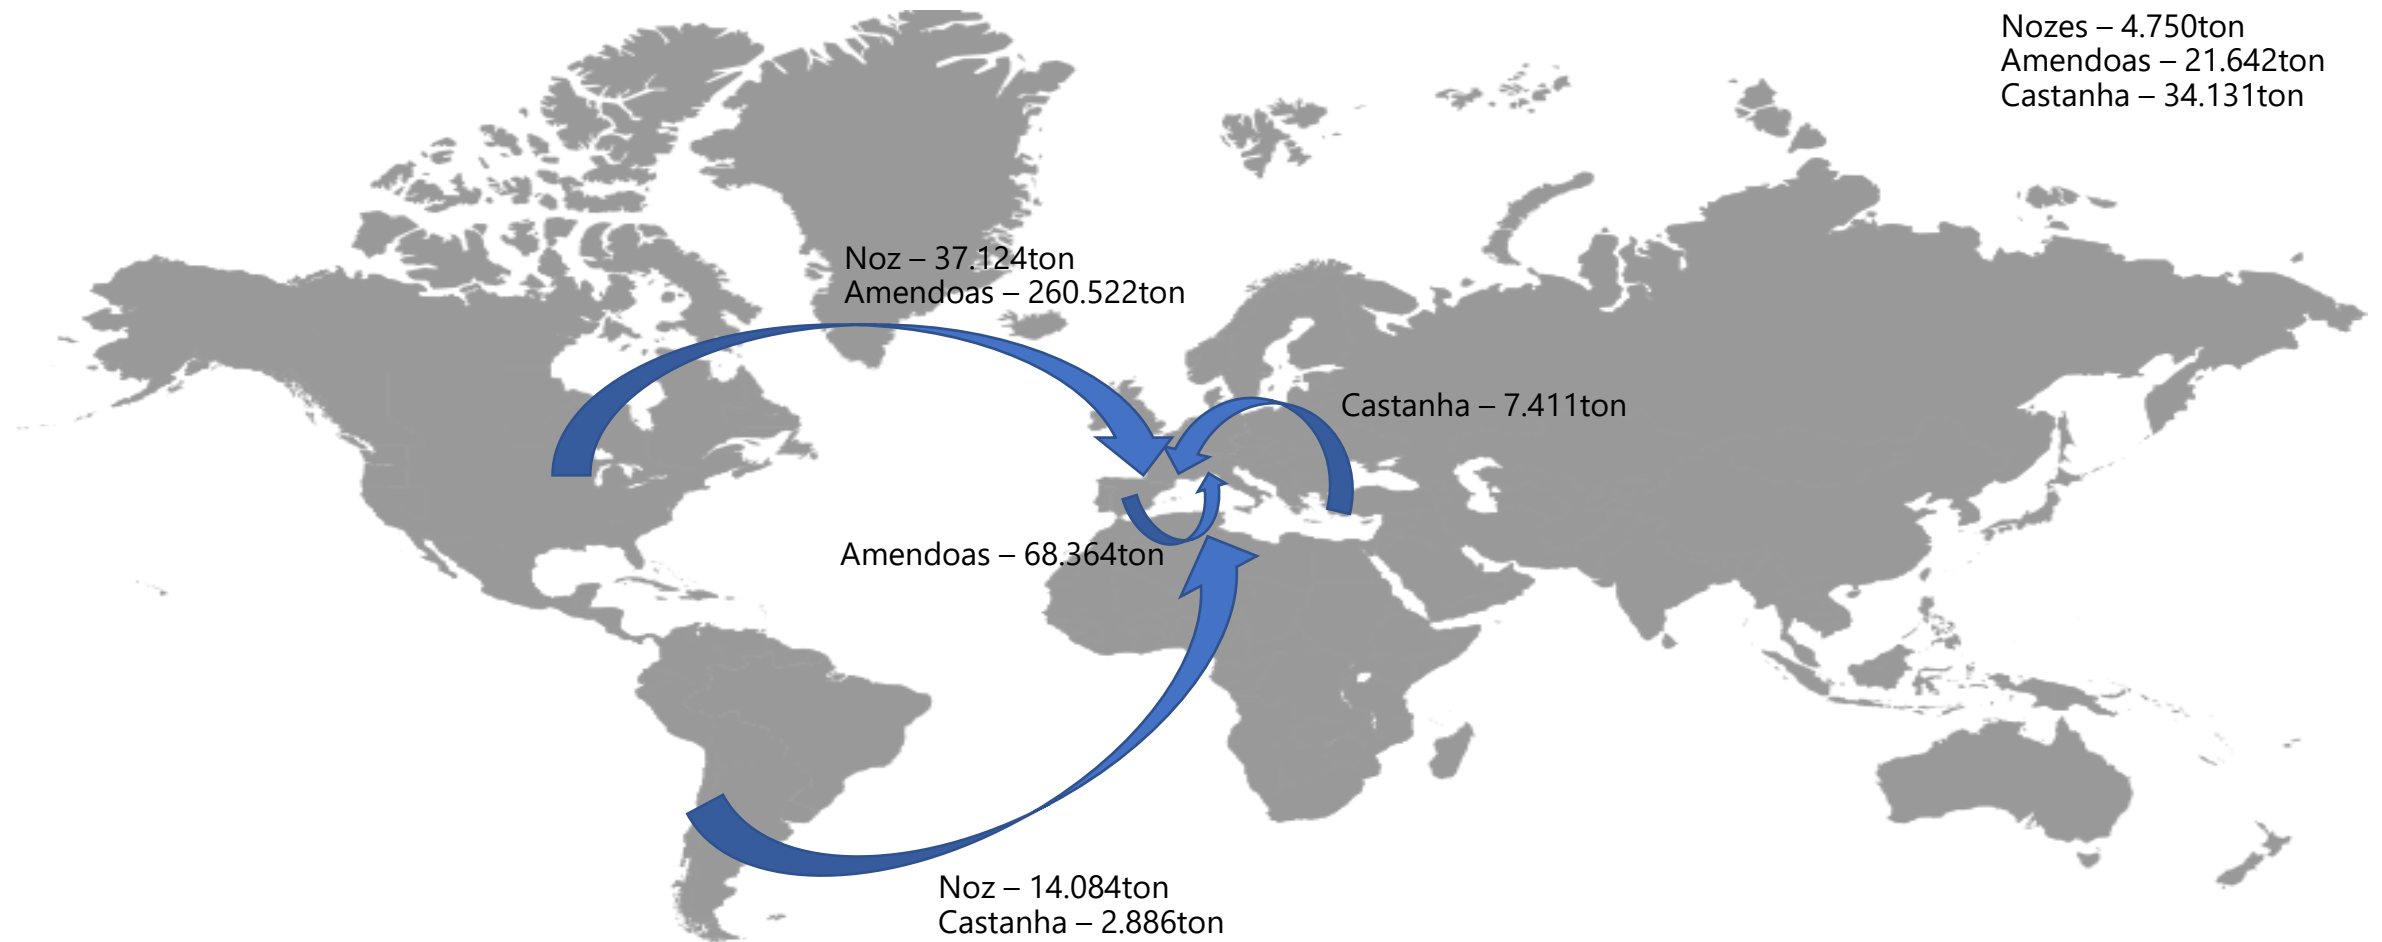 Nozes – 4.750ton
Amendoas – 21.642ton
Castanha – 34.131ton
Noz – 37.124ton
Amendoas – 260.522ton
Castanha – 7.411ton
Amendoas – 68.364ton
Noz – 14.084ton
Castanha – 2.886ton